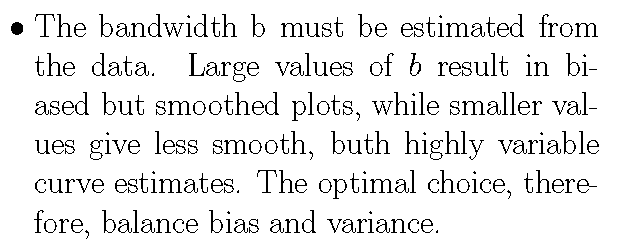 • The bandwidth b must be estimated from
the data. Large values of b result in bi-
ased but smoothed plots, while smaller val-
ues give less smooth, buth highly variable
curve estimates. The optimal choice, there-
fore, balance bias and variance.